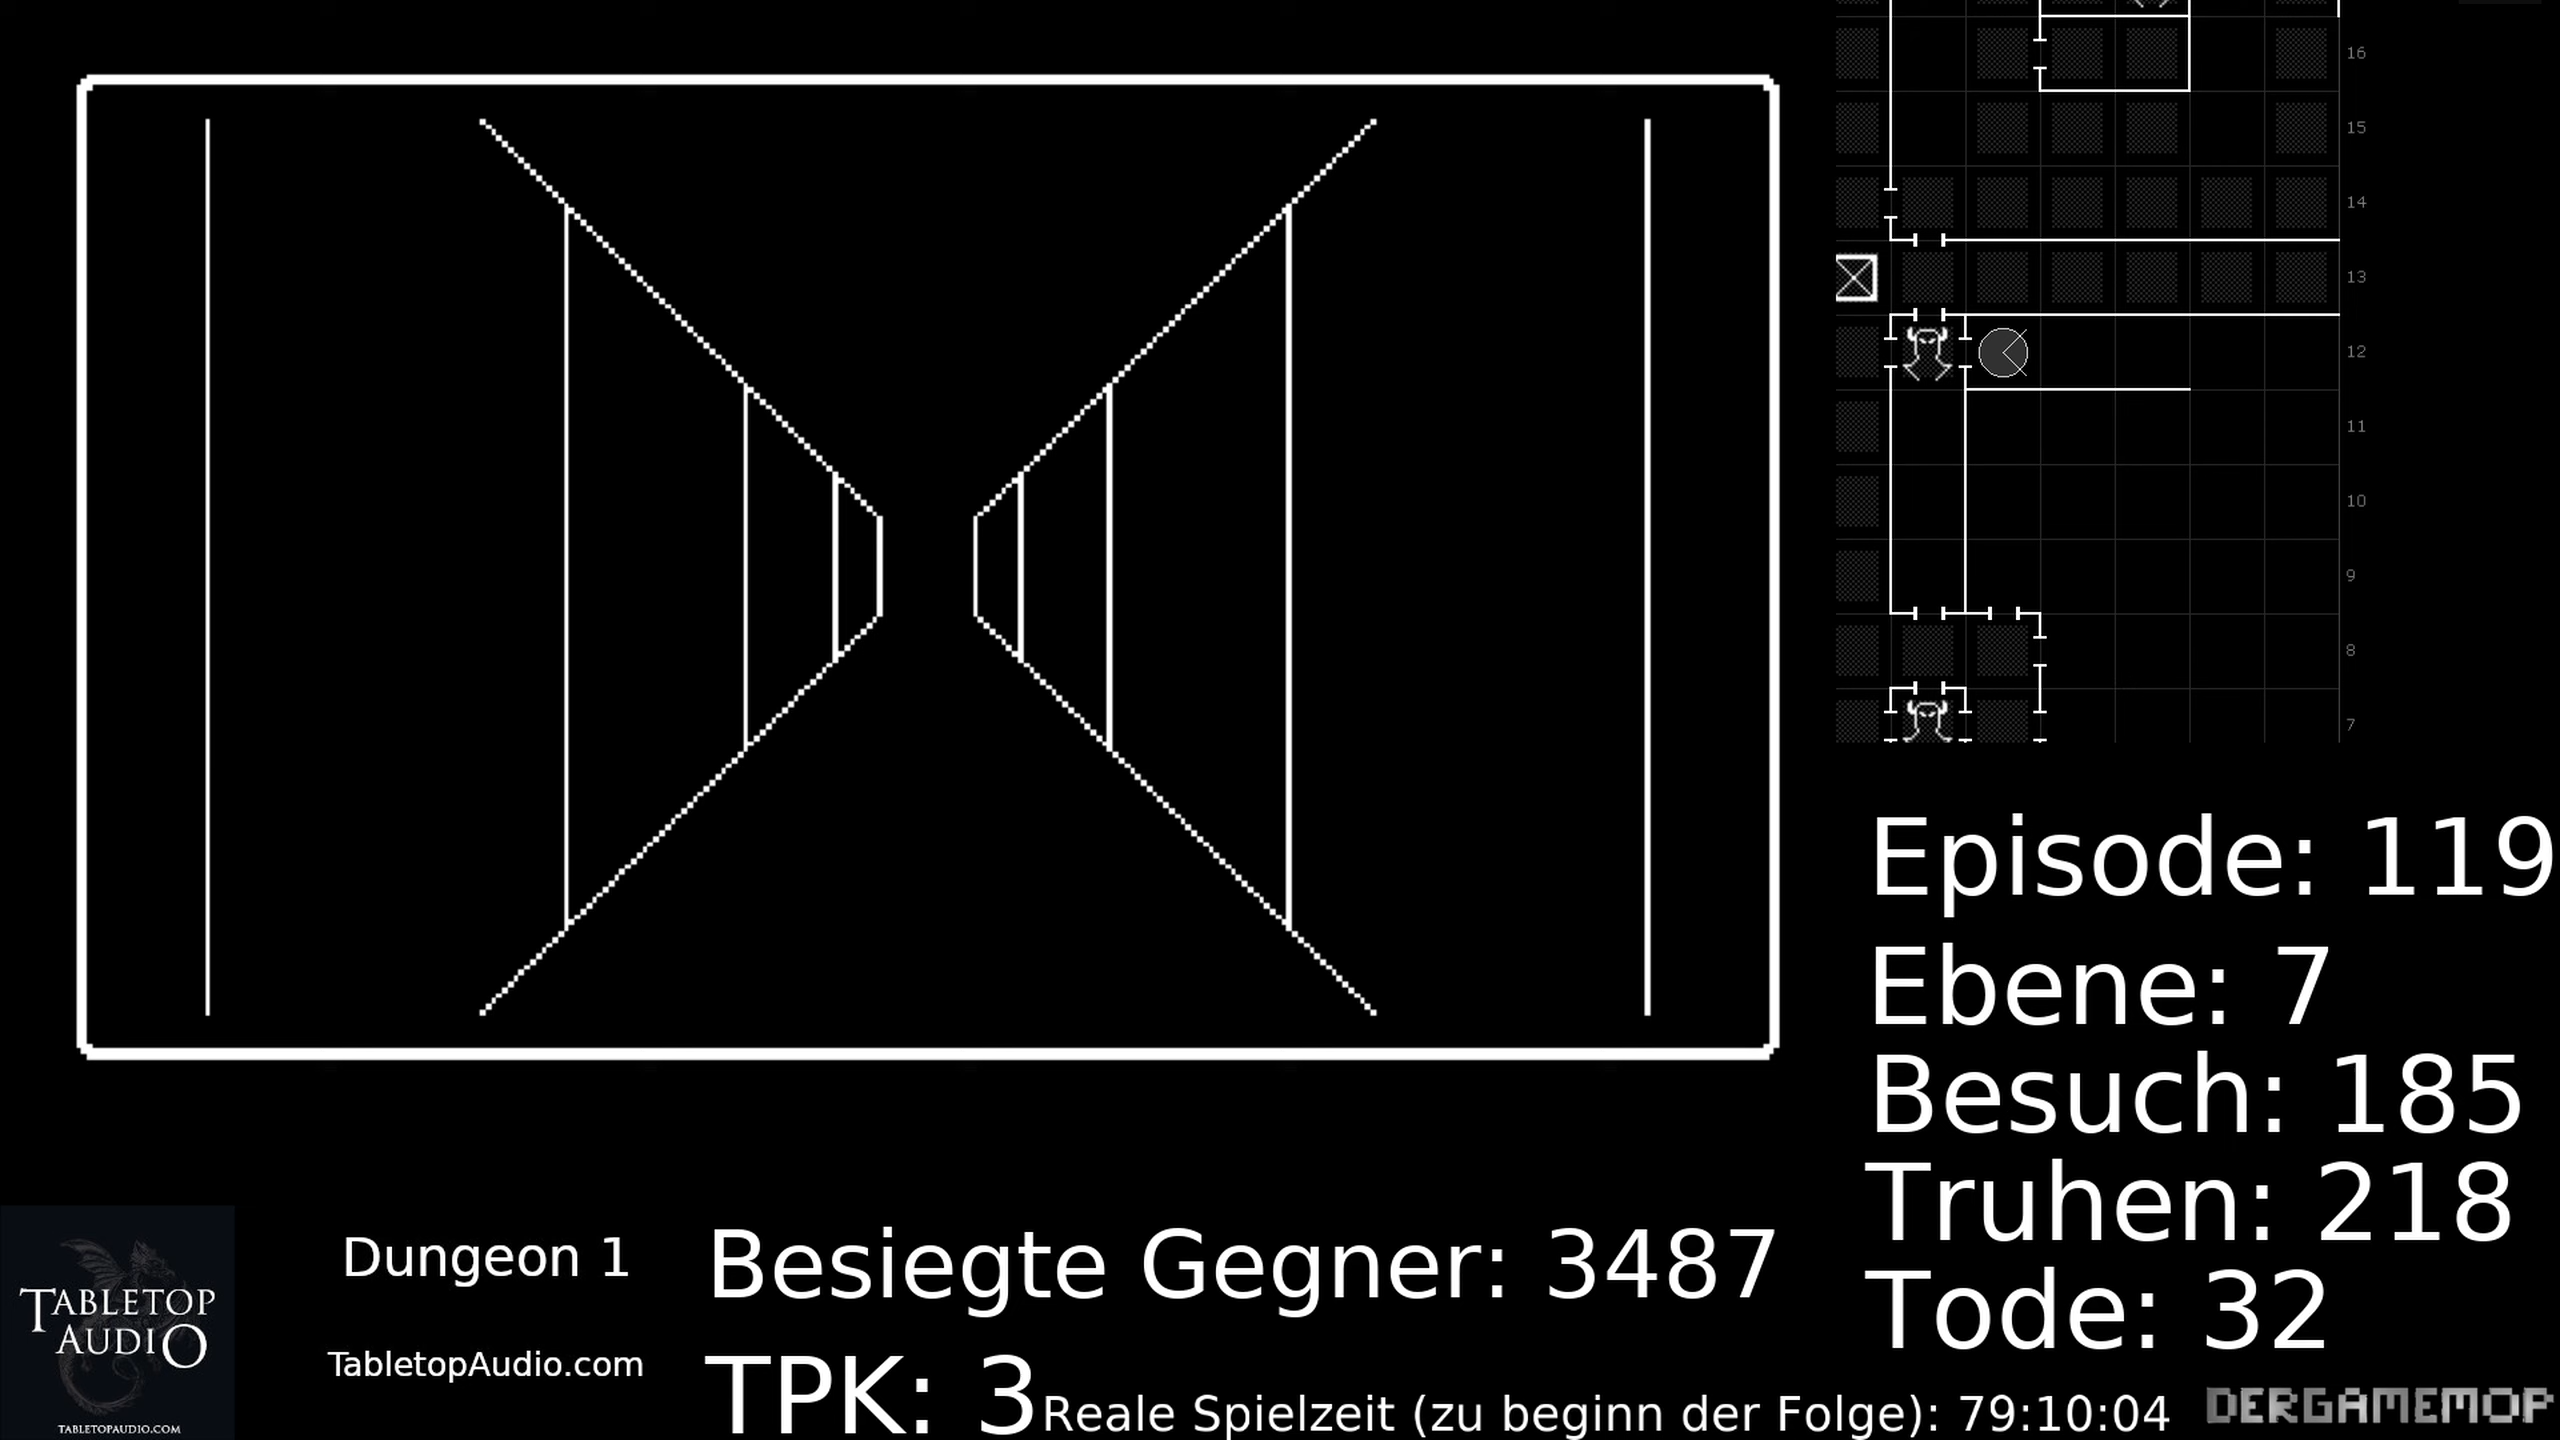 16
15
14
13
12
11
10
9
8
7
Episode: 119
Ebene: 7
Besuch: 185
Truhen: 218
Tode: 32
Besiegte Gegner: 3487
TPK: 3
Reale Spielzeit (zu beginn der Folge): 79:10:04
Dungeon 1
TabletopAudio.com
TABLETOP
AUDIO
TABLETOPAUDIO.COM
DERGAMEMOP